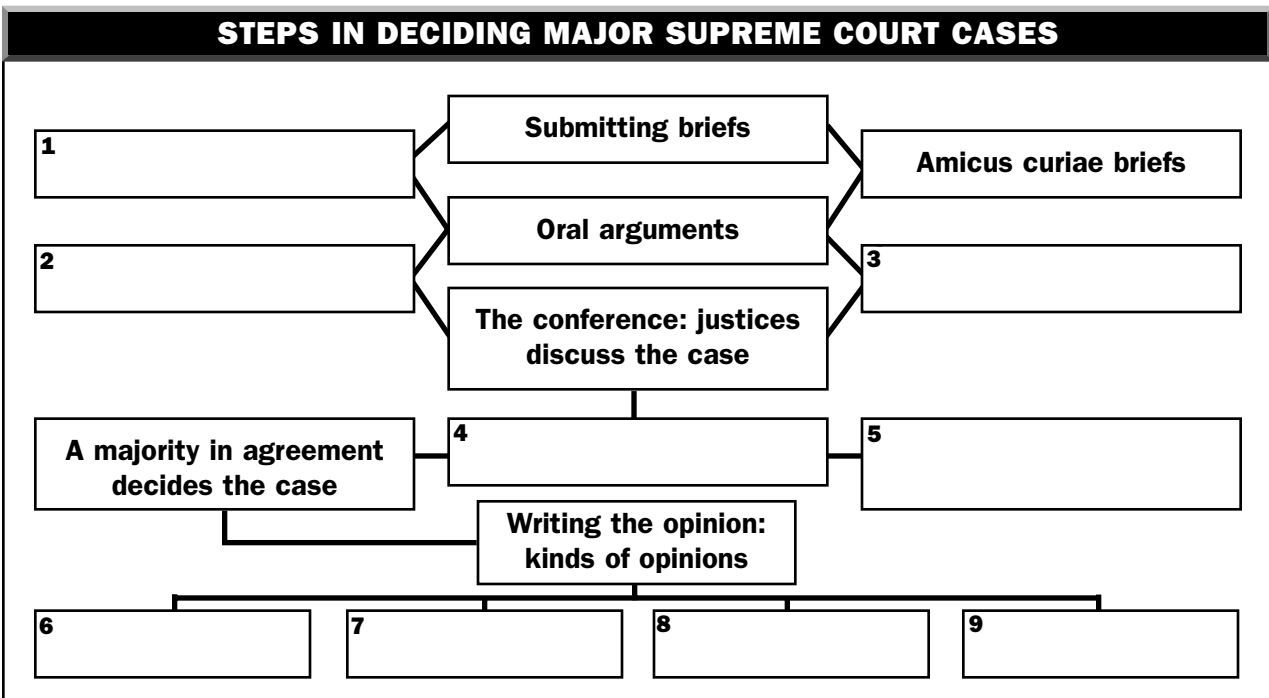 STEPS IN DECIDING MAJOR SUPREME COURT CASES
Submitting briefs
1
Amicus curiae briefs
Oral arguments
2
3
The conference: justices
discuss the case
A majority in agreement
decides the case
4
5
Writing the opinion:
kinds of opinions
6
7
8
9